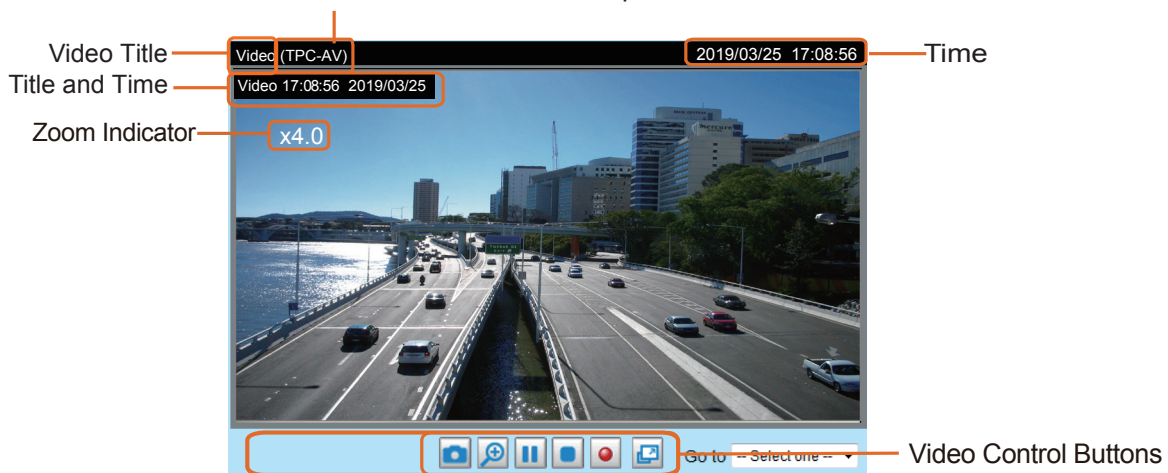 Video Title
Video (TPC-AV)
2019/03/25 17:08:56
Time
Title and Time
Video 17:08:56 2019/03/25
Zoom Indicator
x4.0
mercure
Go to
-- Select one --
Video Control Buttons